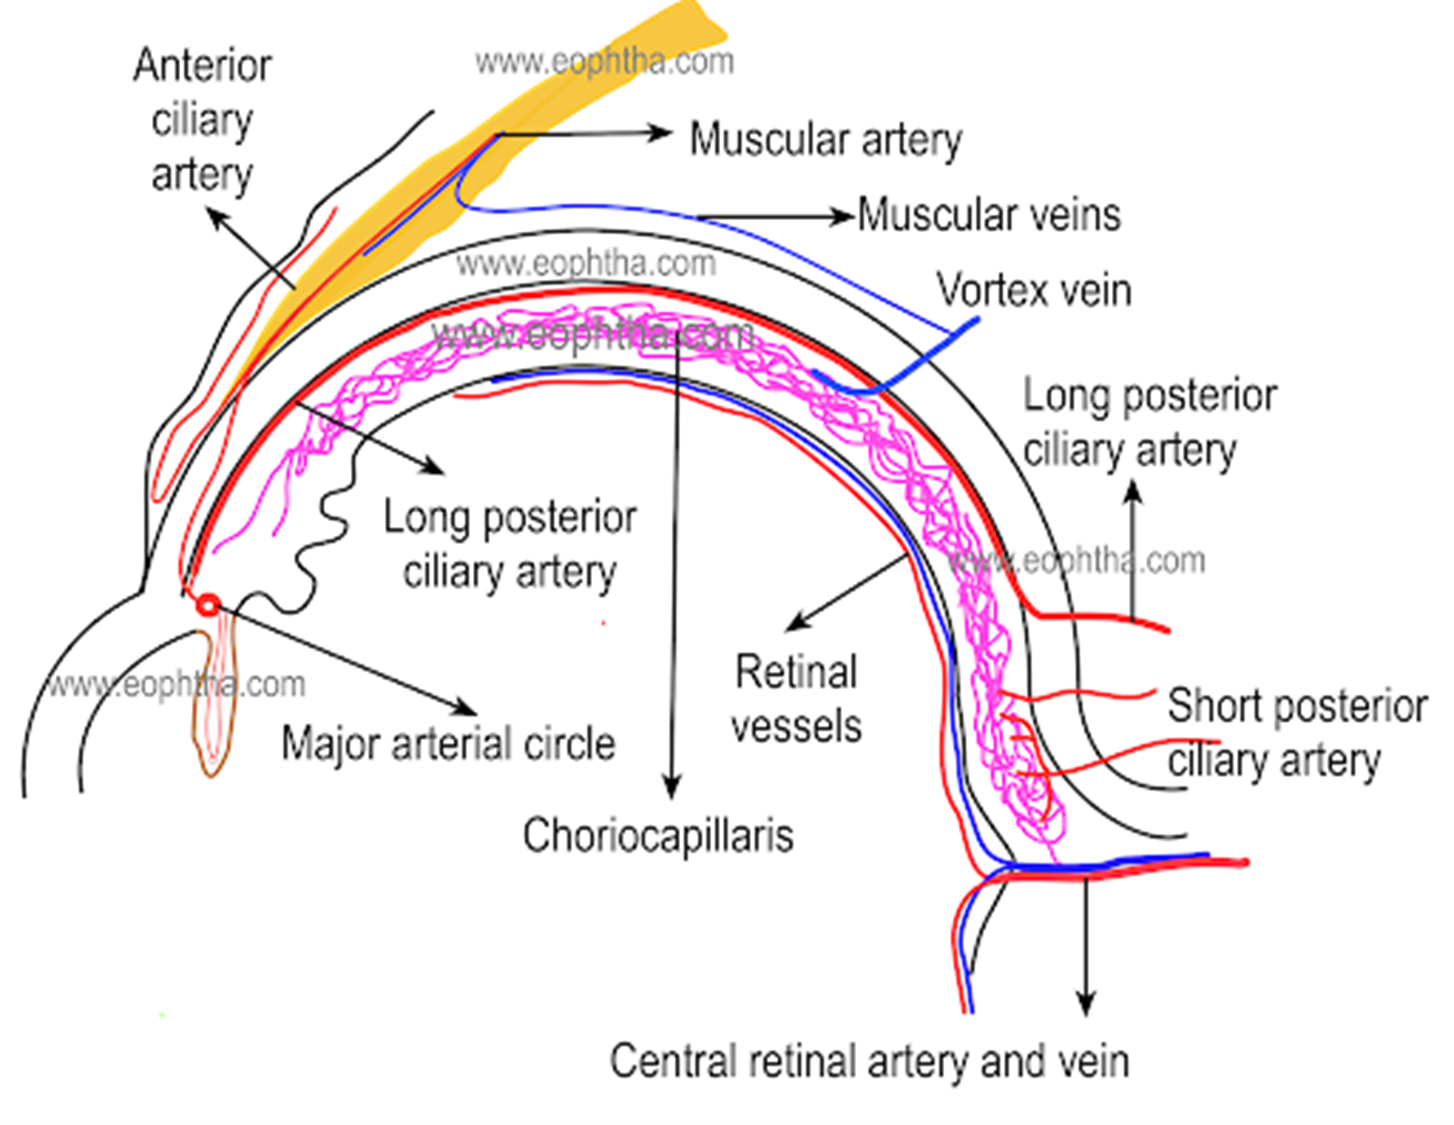 www.eophtha.com
Anterior
ciliary
artery
Muscular artery
Muscular veins
www.eophtha.com
Vortex vein
www.eophtha.com
Long posterior
ciliary artery
Long posterior
ciliary artery
www.eophtha.com
Retinal
vessels
www.eophtha.com
Short posterior
ciliary artery
Major arterial circle
Choriocapillaris
Central retinal artery and vein